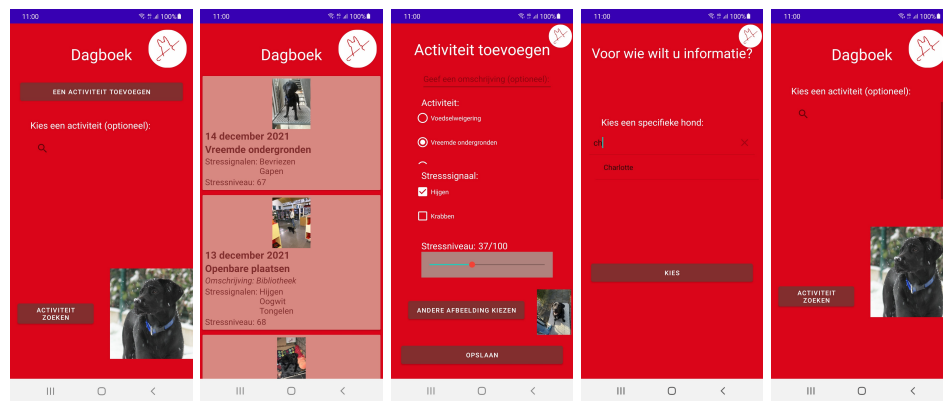 11:00
100%
Dagboek
EEN ACTIVITEIT TOEVOEGEN
Kies een activiteit (optioneel):
ACTIVITEIT
ZOEKEN
11:00
100%
Dagboek
14 december 2021
Vreemde ondergronden
Stressignalen: Bevriezen
Gapen
Stressniveau: 67
13 december 2021
Openbare plaatsen
Omschrijving: Bibliotheek
Stressignalen: Hijgen
Oogwit
Tongelen
Stressniveau: 68
11:00
100%
Activiteit toevoegen
Geef een omschrijving (optioneel)
Activiteit:
Voedselweigering
Vreemde ondergronden
Stresssignaal:
Hijgen
Krabben
Stressniveau: 37/100
ANDERE AFBEELDING KIEZEN
OPSLAAN
11:00
100%
Voor wie wilt u informatie?
Kies een specifieke hond:
ch
Charlotte
KIES
11:00
100%
Dagboek
Kies een activiteit (optioneel):
ACTIVITEIT
ZOEKEN